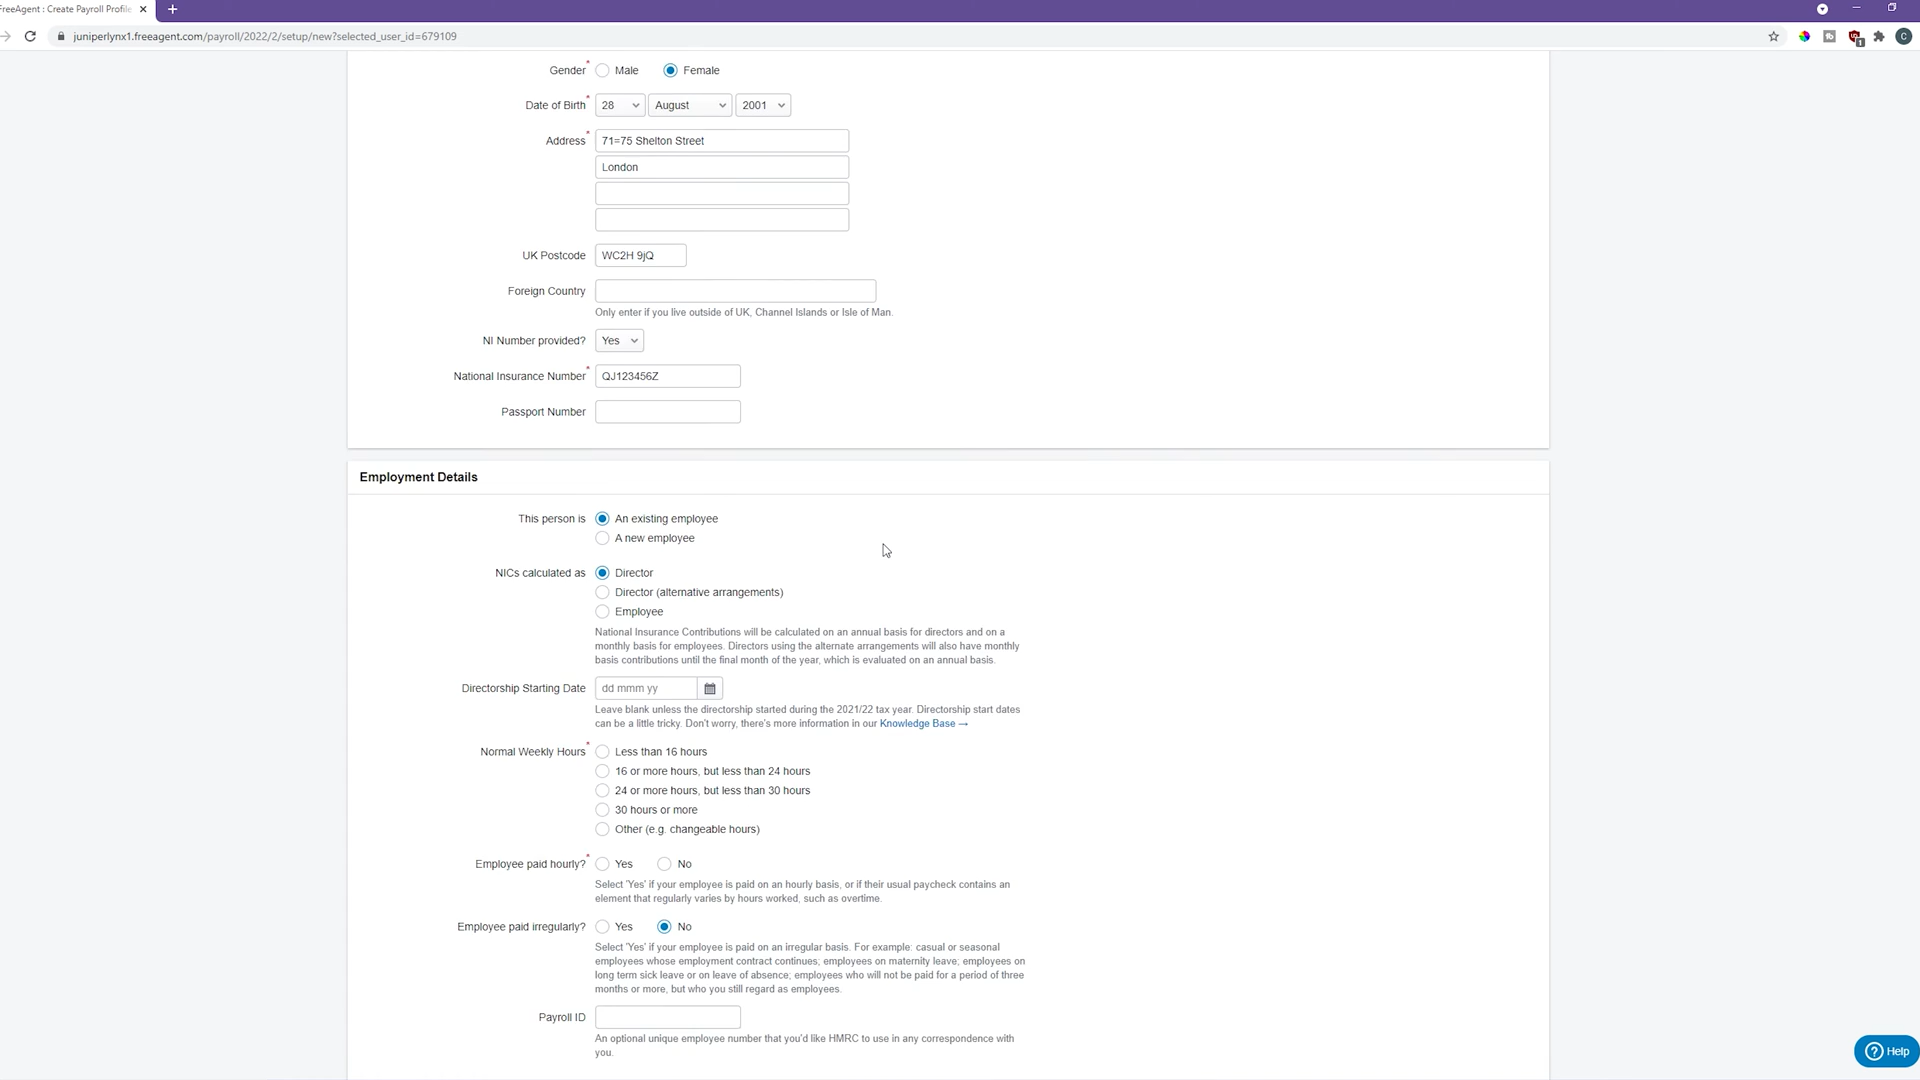 FreeAgent : Create Payroll Profile
juniperlynx1.freeagent.com/payroll/2022/2/setup/new?selected_user_id=679109
C
1
Gender* Male Female
Date of Birth* 28 August 2001
Address* 71=75 Shelton Street
London
UK Postcode WC2H 9jQ
Foreign Country
Only enter if you live outside of UK, Channel Islands or Isle of Man.
NI Number provided? Yes
National Insurance Number* QJ123456Z
Passport Number
Employment Details
This person is An existing employee
A new employee
NICs calculated as Director
Director (alternative arrangements)
Employee
National Insurance Contributions will be calculated on an annual basis for directors and on a
monthly basis for employees. Directors using the alternate arrangements will also have monthly
basis contributions until the final month of the year, which is evaluated on an annual basis.
Directorship Starting Date dd mmm yy
Leave blank unless the directorship started during the 2021/22 tax year. Directorship start dates
can be a little tricky. Don't worry, there's more information in our Knowledge Base →
Normal Weekly Hours* Less than 16 hours
16 or more hours, but less than 24 hours
24 or more hours, but less than 30 hours
30 hours or more
Other (e.g. changeable hours)
Employee paid hourly?* Yes No
Select 'Yes' if your employee is paid on an hourly basis, or if their usual paycheck contains an
element that regularly varies by hours worked, such as overtime.
Employee paid irregularly? Yes No
Select 'Yes' if your employee is paid on an irregular basis. For example: casual or seasonal
employees whose employment contract continues; employees on maternity leave; employees on
long term sick leave or on leave of absence; employees who will not be paid for a period of three
months or more, but who you still regard as employees.
Payroll ID
An optional unique employee number that you'd like HMRC to use in any correspondence with
you.
? Help